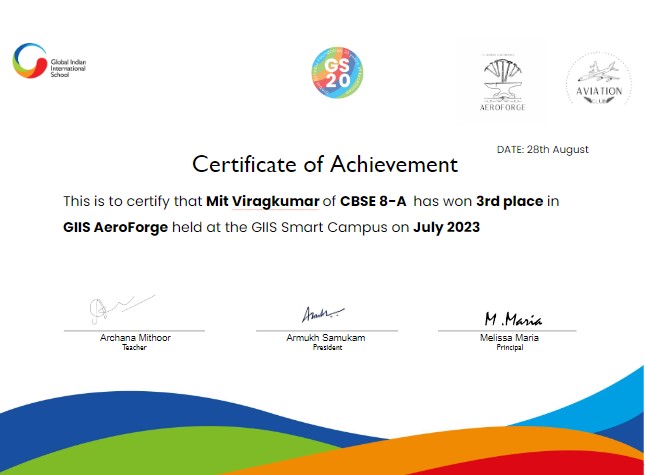 Global Indian
International
School
GS
20
AEROFORGE
AVIATION
CLUB
DATE: 28th August
Certificate of Achievement
This is to certify that Mit Viragkumar of CBSE 8-A has won 3rd place in
GIIS AeroForge held at the GIIS Smart Campus on July 2023
M.Maria
Archana Mithoor
Teacher
Armukh Samukam
President
Melissa Maria
Principal